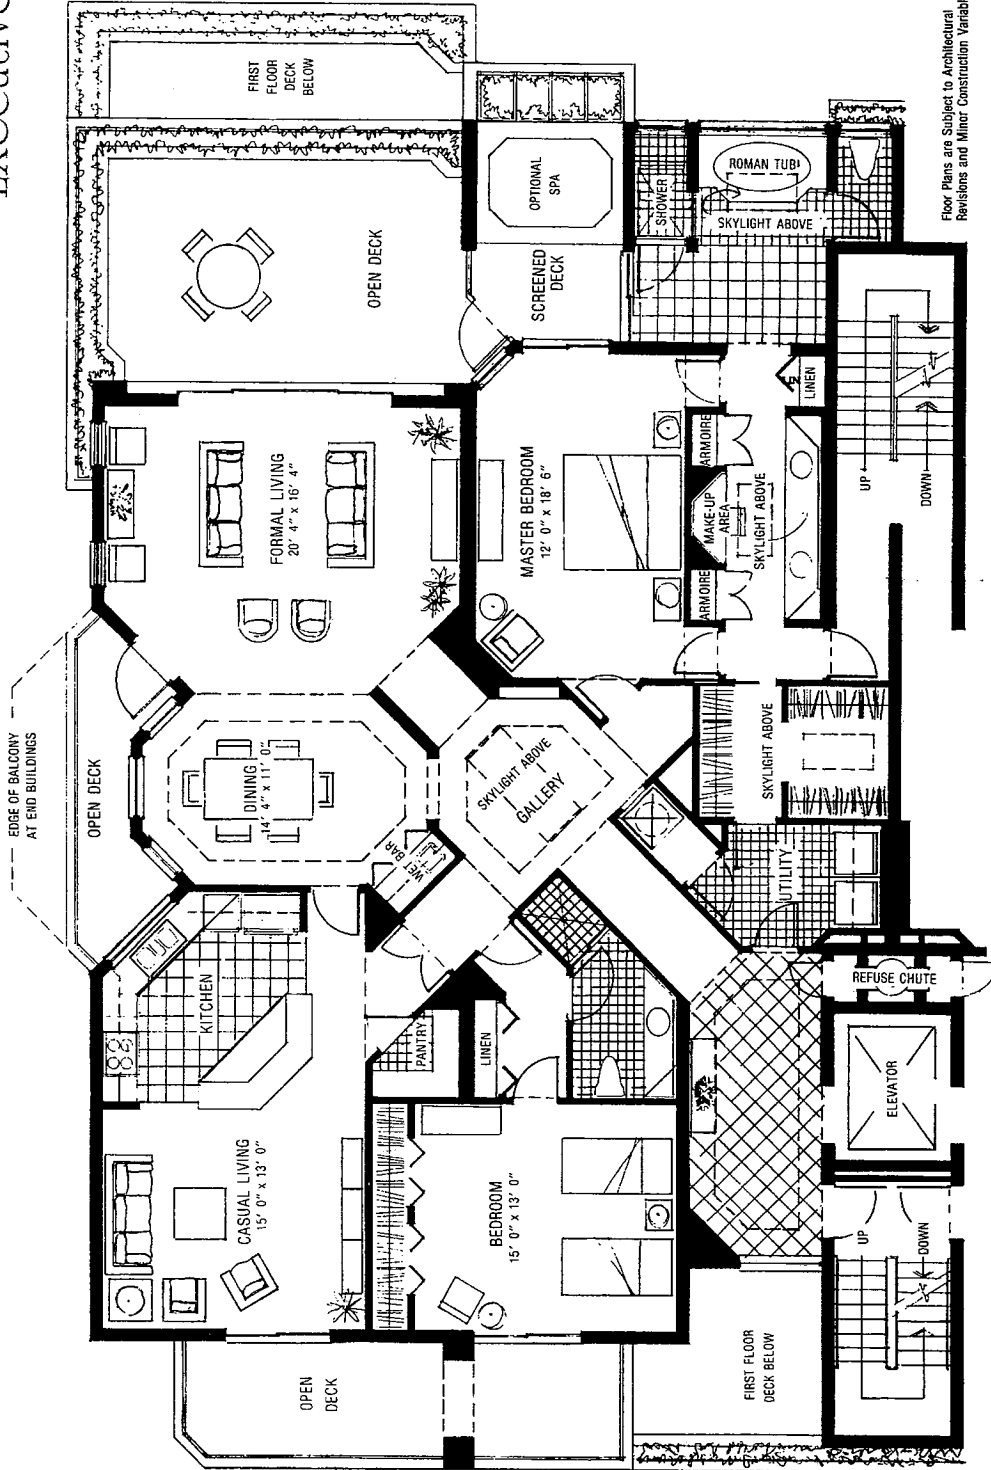 Executive
FIRST
FLOOR
DECK
BELOW
OPEN DECK
OPTIONAL
SPA
SCREENED
DECK
SHOWER
ROMAN TUB
SKYLIGHT ABOVE
Floor Plans are Subject to Architectural
Revisions and Minor Construction Variabl
FORMAL LIVING
20' 4" x 16' 4"
MASTER BEDROOM
12' 0" x 18' 6"
LINEN
ARMOIRE
MAKE-UP
AREA
SKYLIGHT ABOVE
ARMOIRE
UP
DOWN
EDGE OF BALCONY
AT END BUILDINGS
OPEN DECK
DINING
14' 4" x 11' 0"
SKYLIGHT ABOVE
GALLERY
WET BAR
SKYLIGHT ABOVE
UTILITY
KITCHEN
PANTRY
LINEN
REFUSE CHUTE
ELEVATOR
CASUAL LIVING
15' 0" x 13' 0"
BEDROOM
15' 0" x 13' 0"
UP
DOWN
OPEN
DECK
FIRST FLOOR
DECK BELOW